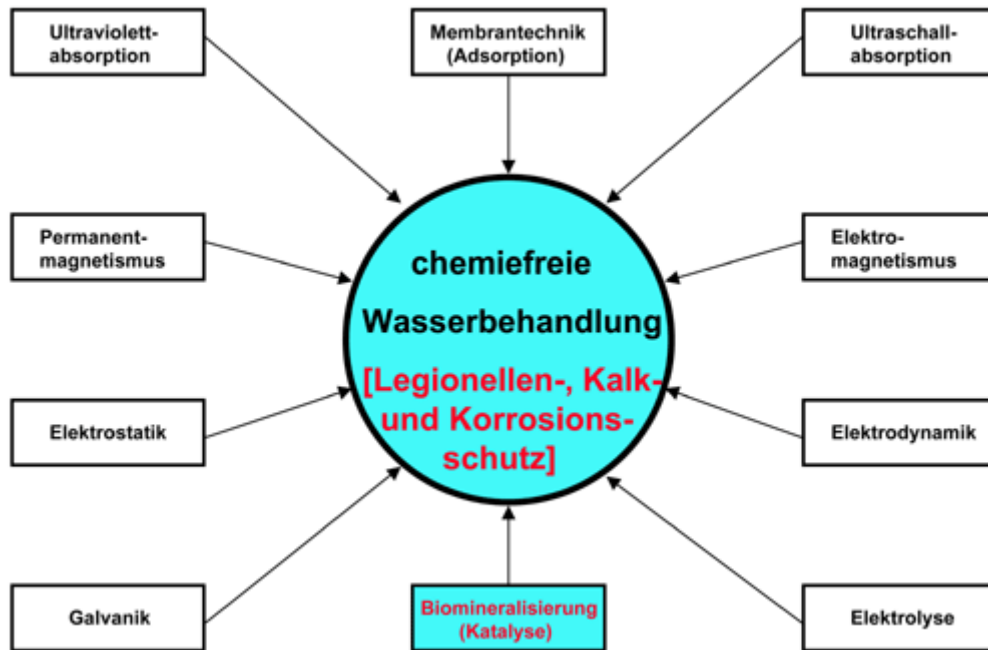 Ultraviolett-
absorption
Membrantechnik
(Adsorption)
Ultraschall-
absorption
Permanent-
magnetismus
chemiefreie
Wasserbehandlung
[Legionellen-, Kalk-
und Korrosions-
schutz]
Elektro-
magnetismus
Elektrostatik
Elektrodynamik
Galvanik
Biomineralisierung
(Katalyse)
Elektrolyse